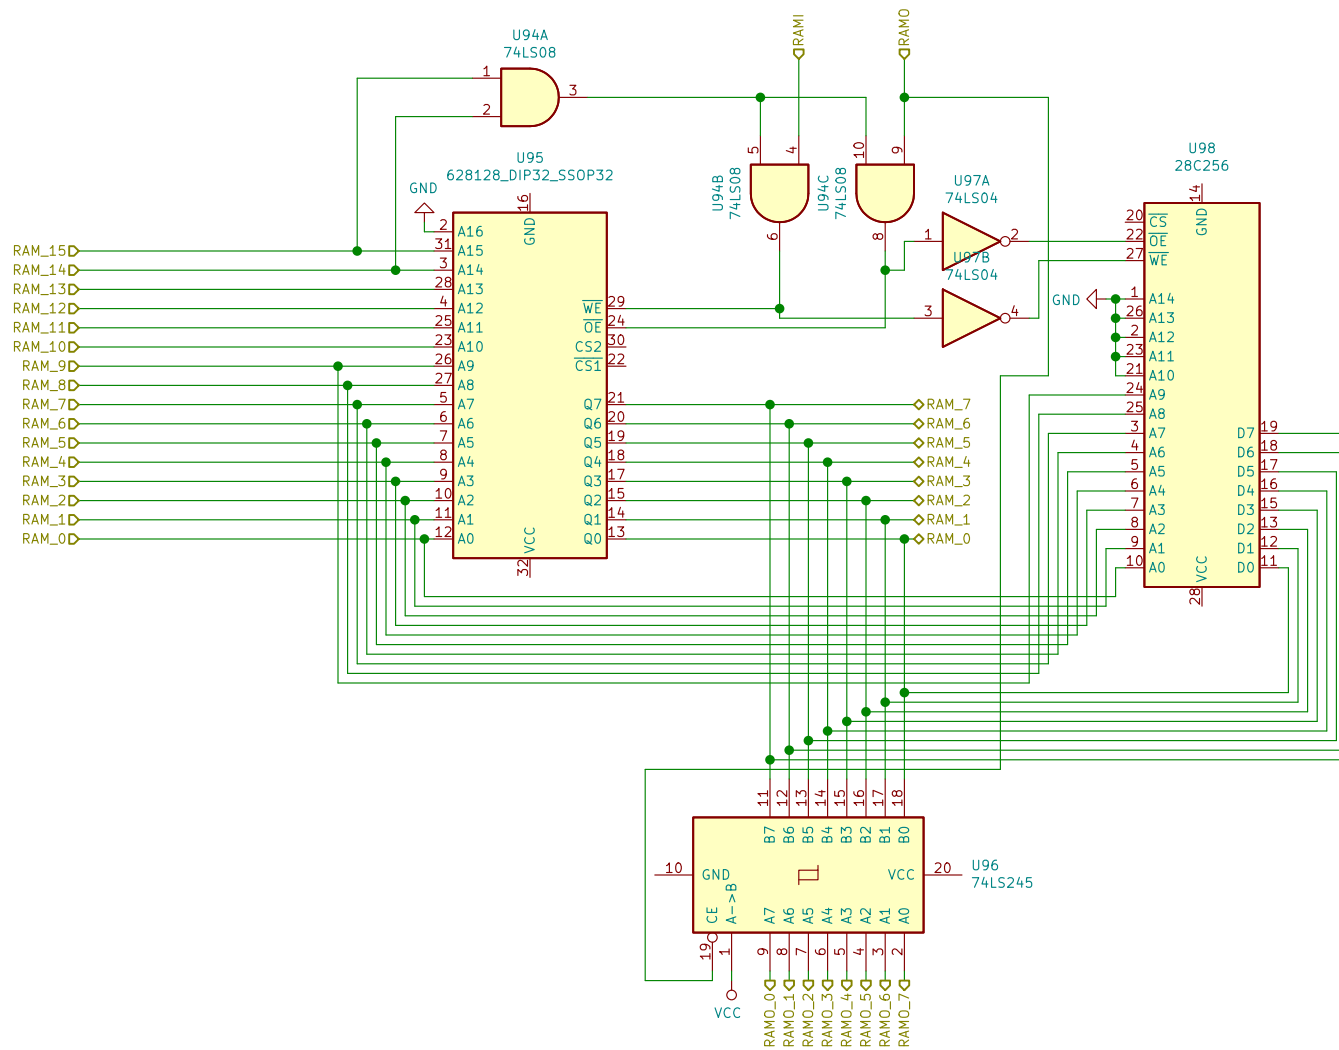 RAMI
RAMO
U94A
74LS08
1
2
3
U95
628128_DIP32_SSOP32
GND
16
GND
2 A16
RAM_15 31 A15
RAM_14 3 A14
RAM_13 28 A13
RAM_12 4 A12
RAM_11 25 A11
RAM_10 23 A10
RAM_9 26 A9
RAM_8 27 A8
RAM_7 5 A7
RAM_6 6 A6
RAM_5 7 A5
RAM_4 8 A4
RAM_3 9 A3
RAM_2 10 A2
RAM_1 11 A1
RAM_0 12 A0
WE 29
OE 24
CS2 30
CS1 22
Q7 21 RAM_7
Q6 20 RAM_6
Q5 19 RAM_5
Q4 18 RAM_4
Q3 17 RAM_3
Q2 15 RAM_2
Q1 14 RAM_1
Q0 13 RAM_0
VCC
32
5 4
U94B
74LS08
6
10 9
U94C
74LS08
8
U97A
74LS04
1 2
U97B
74LS04
3 4
U98
28C256
14
GND
20 CS
22 OE
27 WE
GND
1 A14
26 A13
2 A12
23 A11
21 A10
24 A9
25 A8
3 A7
4 A6
5 A5
6 A4
7 A3
8 A2
9 A1
10 A0
D7 19
D6 18
D5 17
D4 16
D3 15
D2 13
D1 12
D0 11
VCC
28
11 12 13 14 15 16 17 18
B7 B6 B5 B4 B3 B2 B1 B0
10 GND
VCC 20
U96
74LS245
CE A->B A7 A6 A5 A4 A3 A2 A1 A0
19 1 9 8 7 6 5 4 3 2
VCC
RAMO_0
RAMO_1
RAMO_2
RAMO_3
RAMO_4
RAMO_5
RAMO_6
RAMO_7